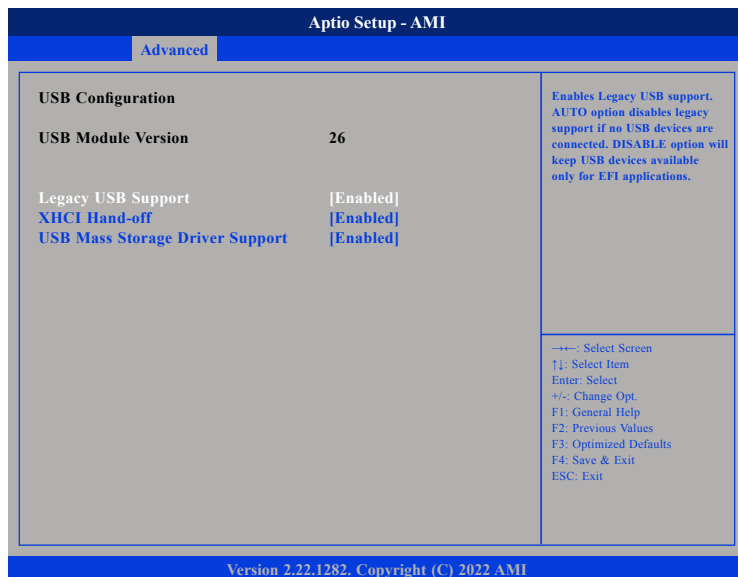 Aptio Setup - AMI
Advanced
USB Configuration
USB Module Version 26
Legacy USB Support [Enabled]
XHCI Hand-off [Enabled]
USB Mass Storage Driver Support [Enabled]
Enables Legacy USB support.
AUTO option disables legacy
support if no USB devices are
connected. DISABLE option will
keep USB devices available
only for EFI applications.
→←: Select Screen
↑↓: Select Item
Enter: Select
+/-: Change Opt.
F1: General Help
F2: Previous Values
F3: Optimized Defaults
F4: Save & Exit
ESC: Exit
Version 2.22.1282. Copyright (C) 2022 AMI